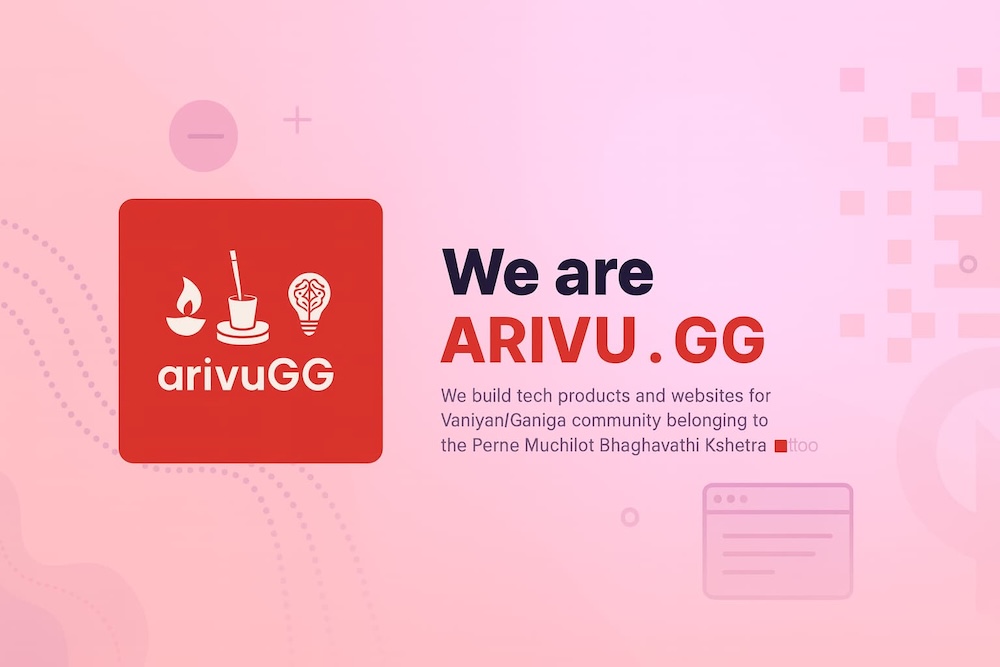 arivuGG
We are
ARIVU . GG
We build tech products and websites for
Vaniyan/Ganiga community belonging to
the Perne Muchilot Bhaghavathi Kshetra ttoo